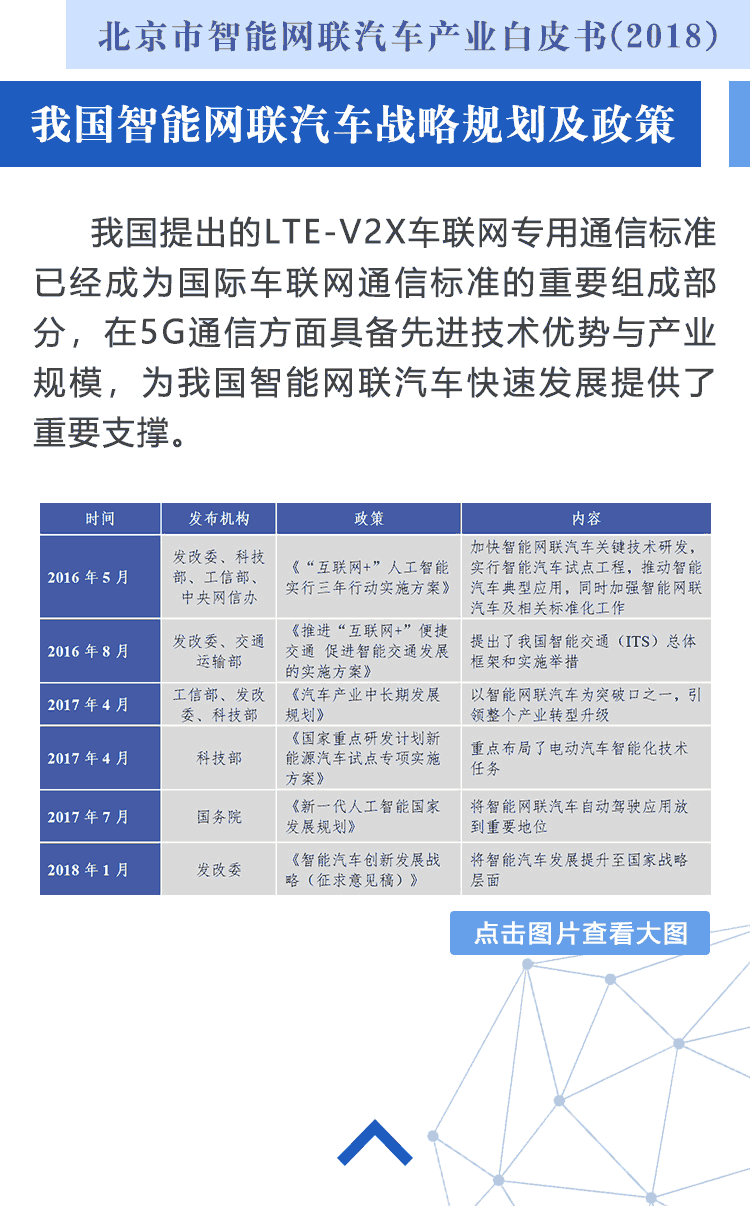 北京市智能网联汽车产业白皮书(2018)
我国智能网联汽车战略规划及政策
我国提出的LTE-V2X车联网专用通信标准
已经成为国际车联网通信标准的重要组成部
分，在5G通信方面具备先进技术优势与产业
规模，为我国智能网联汽车快速发展提供了
重要支撑。
时间 发布机构 政策 内容
2016 年 5 月
发改委、科技
部、工信部、
中央网信办
《“互联网+”人工智能
实行三年行动实施方案》
加快智能网联汽车关键技术研发，
实行智能汽车试点工程，推动智能
汽车典型应用，同时加强智能网联
汽车及相关标准化工作
2016 年 8 月
发改委、交通
运输部
《推进“互联网+”便捷
交通 促进智能交通发展
的实施方案》
提出了我国智能交通（ITS）总体
框架和实施举措
2017 年 4 月
工信部、发改
委、科技部
《汽车产业中长期发展
规划》
以智能网联汽车为突破口之一，引
领整个产业转型升级
2017 年 4 月
科技部
《国家重点研发计划新
能源汽车试点专项实施
方案》
重点布局了电动汽车智能化技术
任务
2017 年 7 月
国务院
《新一代人工智能国家
发展规划》
将智能网联汽车自动驾驶应用放
到重要地位
2018 年 1 月
发改委
《智能汽车创新发展战
略（征求意见稿）》
将智能汽车发展提升至国家战略
层面
点击图片查看大图